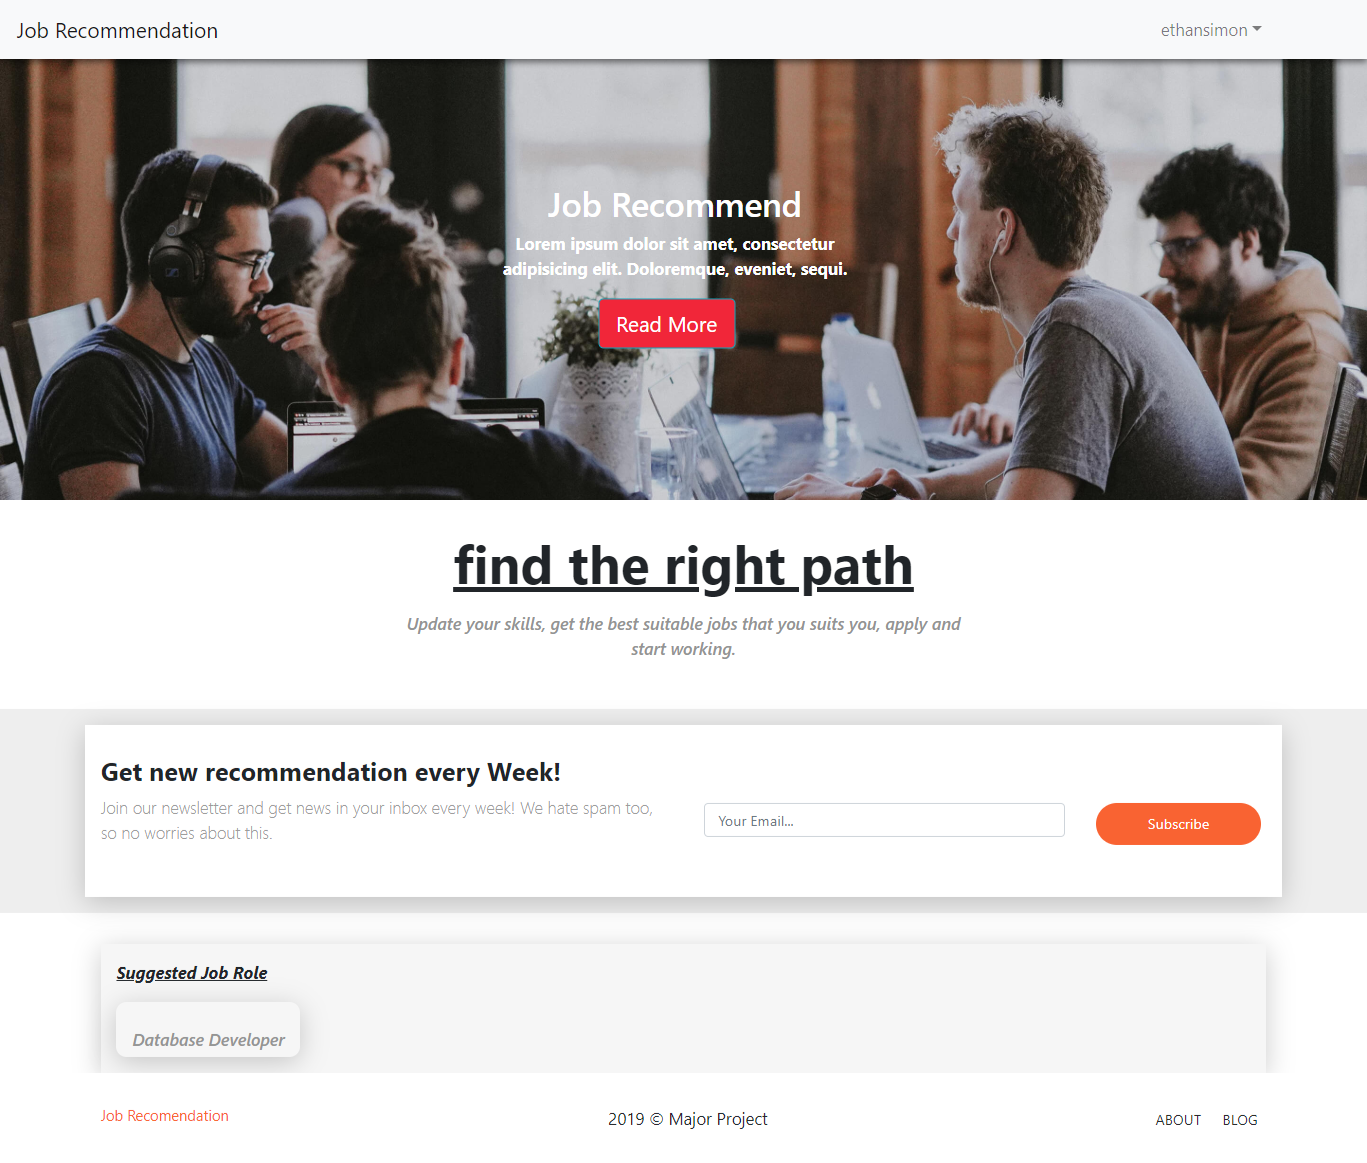 Job Recommendation
ethansimon
Job Recommend
Lorem ipsum dolor sit amet, consectetur
adipisicing elit. Doloremque, eveniet, sequi.
Read More
find the right path
Update your skills, get the best suitable jobs that you suits you, apply and
start working.
Get new recommendation every Week!
Join our newsletter and get news in your inbox every week! We hate spam too,
so no worries about this.
Your Email...
Subscribe
Suggested Job Role
Database Developer
Job Recomendation
2019 © Major Project
ABOUT BLOG